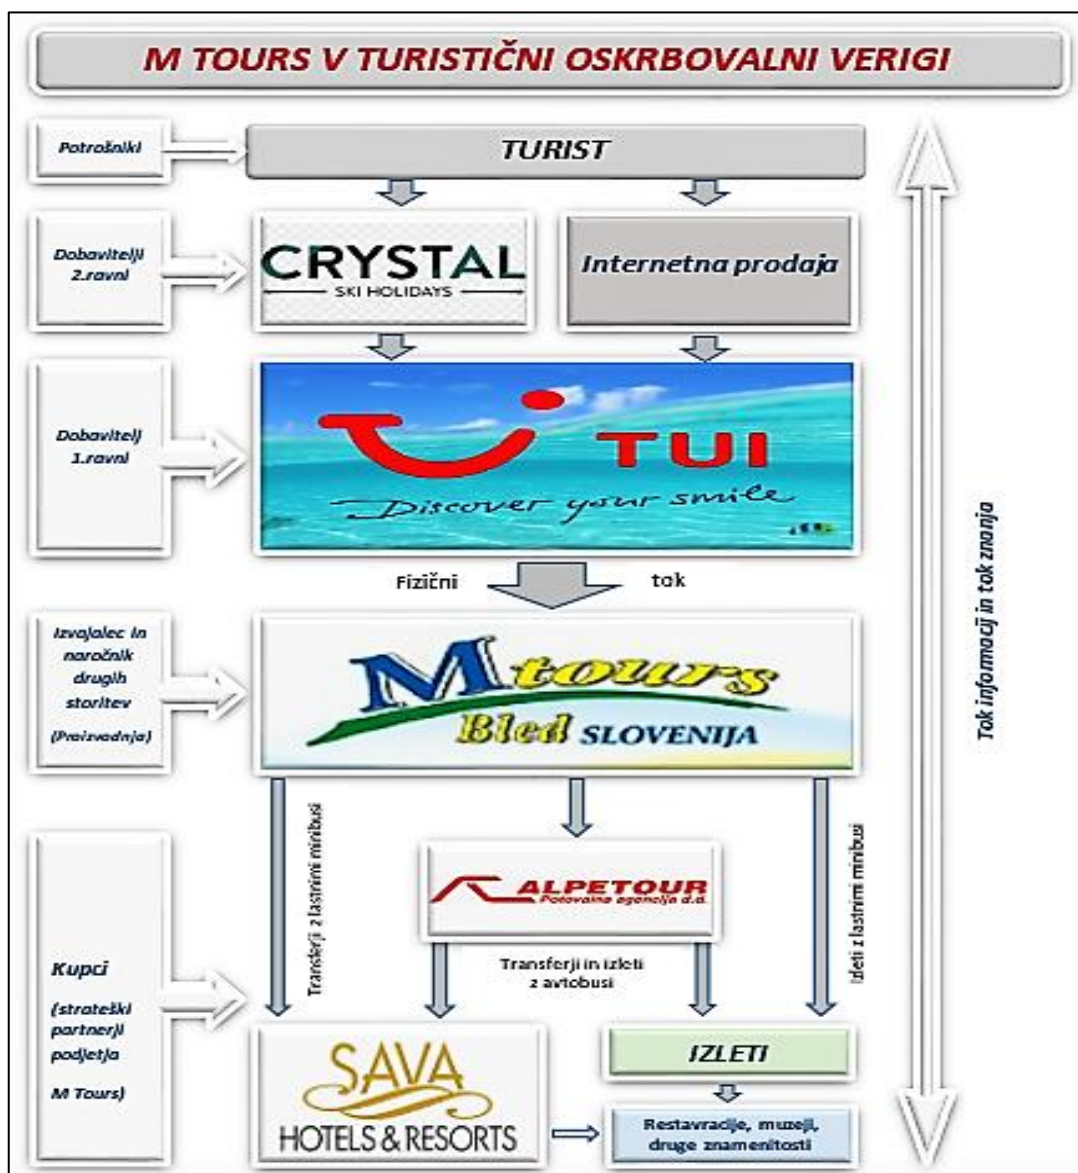 M TOURS V TURISTIČNI OSKRBOVALNI VERIGI
Potrošniki
TURIST
Dobavitelji
2.ravni
CRYSTAL
SKI HOLIDAYS
Internetna prodaja
Dobavitelj
1.ravni
TUI
Discover your smile
Fizični tok
Izvajalec in
naročnik
drugih
storitev
(Proizvodnja)
M tours
Bled SLOVENIJA
Transferji z lastnimi minibusi
Izleti z lastnimi minibusi
ALPETOUR
Potovalna agencija d.d.
Transferji in izleti
z avtobusi
Kupci
(strateški
partnerji
podjetja
M Tours)
SAVA
HOTELS & RESORTS
IZLETI
Restavracije, muzeji,
druge znamenitosti
Tok informacij in tok znanja